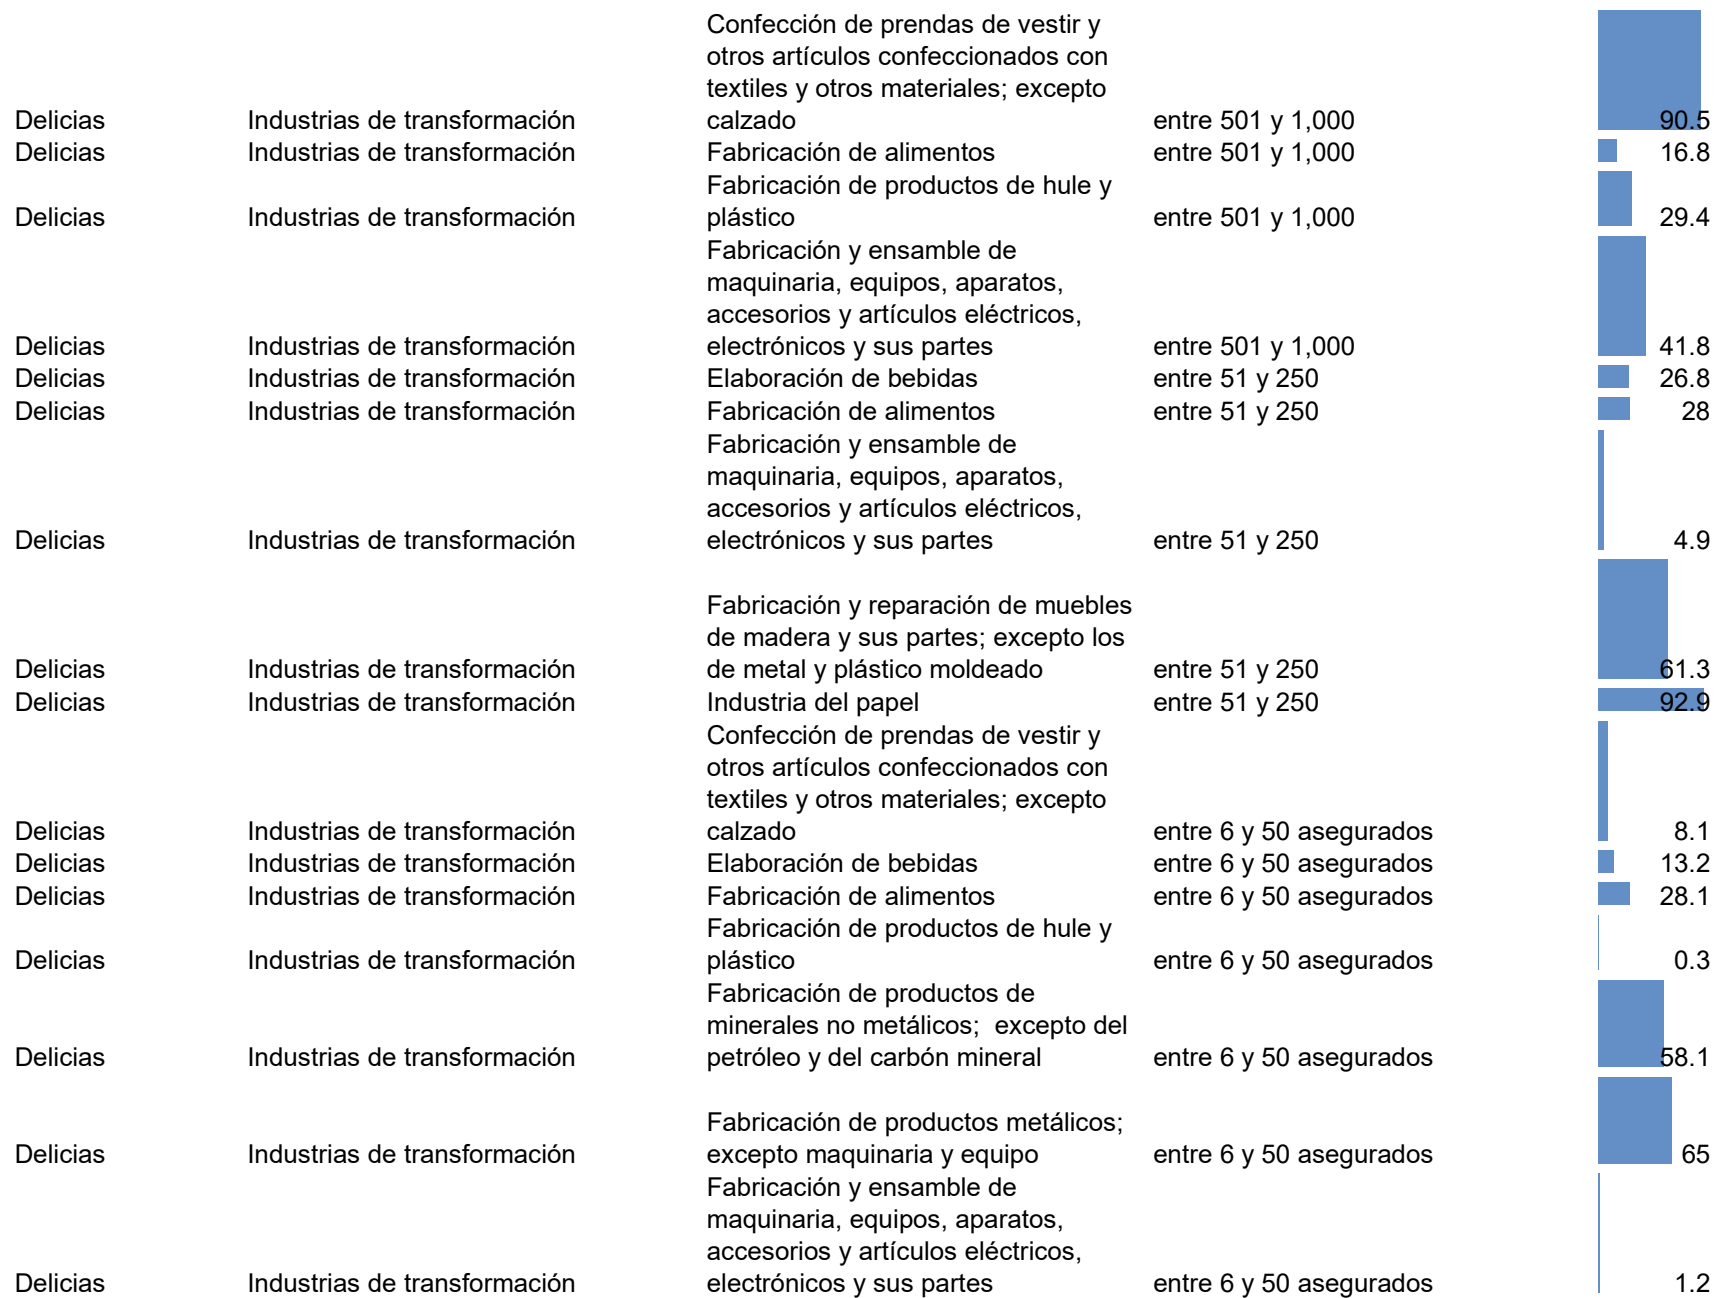 Confección de prendas de vestir y
otros artículos confeccionados con
textiles y otros materiales; excepto
Delicias Industrias de transformación calzado entre 501 y 1,000 90.5
Delicias Industrias de transformación Fabricación de alimentos entre 501 y 1,000 16.8
Fabricación de productos de hule y
Delicias Industrias de transformación plástico entre 501 y 1,000 29.4
Fabricación y ensamble de
maquinaria, equipos, aparatos,
accesorios y artículos eléctricos,
Delicias Industrias de transformación electrónicos y sus partes entre 501 y 1,000 41.8
Delicias Industrias de transformación Elaboración de bebidas entre 51 y 250 26.8
Delicias Industrias de transformación Fabricación de alimentos entre 51 y 250 28
Fabricación y ensamble de
maquinaria, equipos, aparatos,
accesorios y artículos eléctricos,
Delicias Industrias de transformación electrónicos y sus partes entre 51 y 250 4.9
Fabricación y reparación de muebles
de madera y sus partes; excepto los
Delicias Industrias de transformación de metal y plástico moldeado entre 51 y 250 61.3
Delicias Industrias de transformación Industria del papel entre 51 y 250 92.9
Confección de prendas de vestir y
otros artículos confeccionados con
textiles y otros materiales; excepto
Delicias Industrias de transformación calzado entre 6 y 50 asegurados 8.1
Delicias Industrias de transformación Elaboración de bebidas entre 6 y 50 asegurados 13.2
Delicias Industrias de transformación Fabricación de alimentos entre 6 y 50 asegurados 28.1
Fabricación de productos de hule y
Delicias Industrias de transformación plástico entre 6 y 50 asegurados 0.3
Fabricación de productos de
minerales no metálicos;  excepto del
Delicias Industrias de transformación petróleo y del carbón mineral entre 6 y 50 asegurados 58.1
Fabricación de productos metálicos;
Delicias Industrias de transformación excepto maquinaria y equipo entre 6 y 50 asegurados 65
Fabricación y ensamble de
maquinaria, equipos, aparatos,
accesorios y artículos eléctricos,
Delicias Industrias de transformación electrónicos y sus partes entre 6 y 50 asegurados 1.2